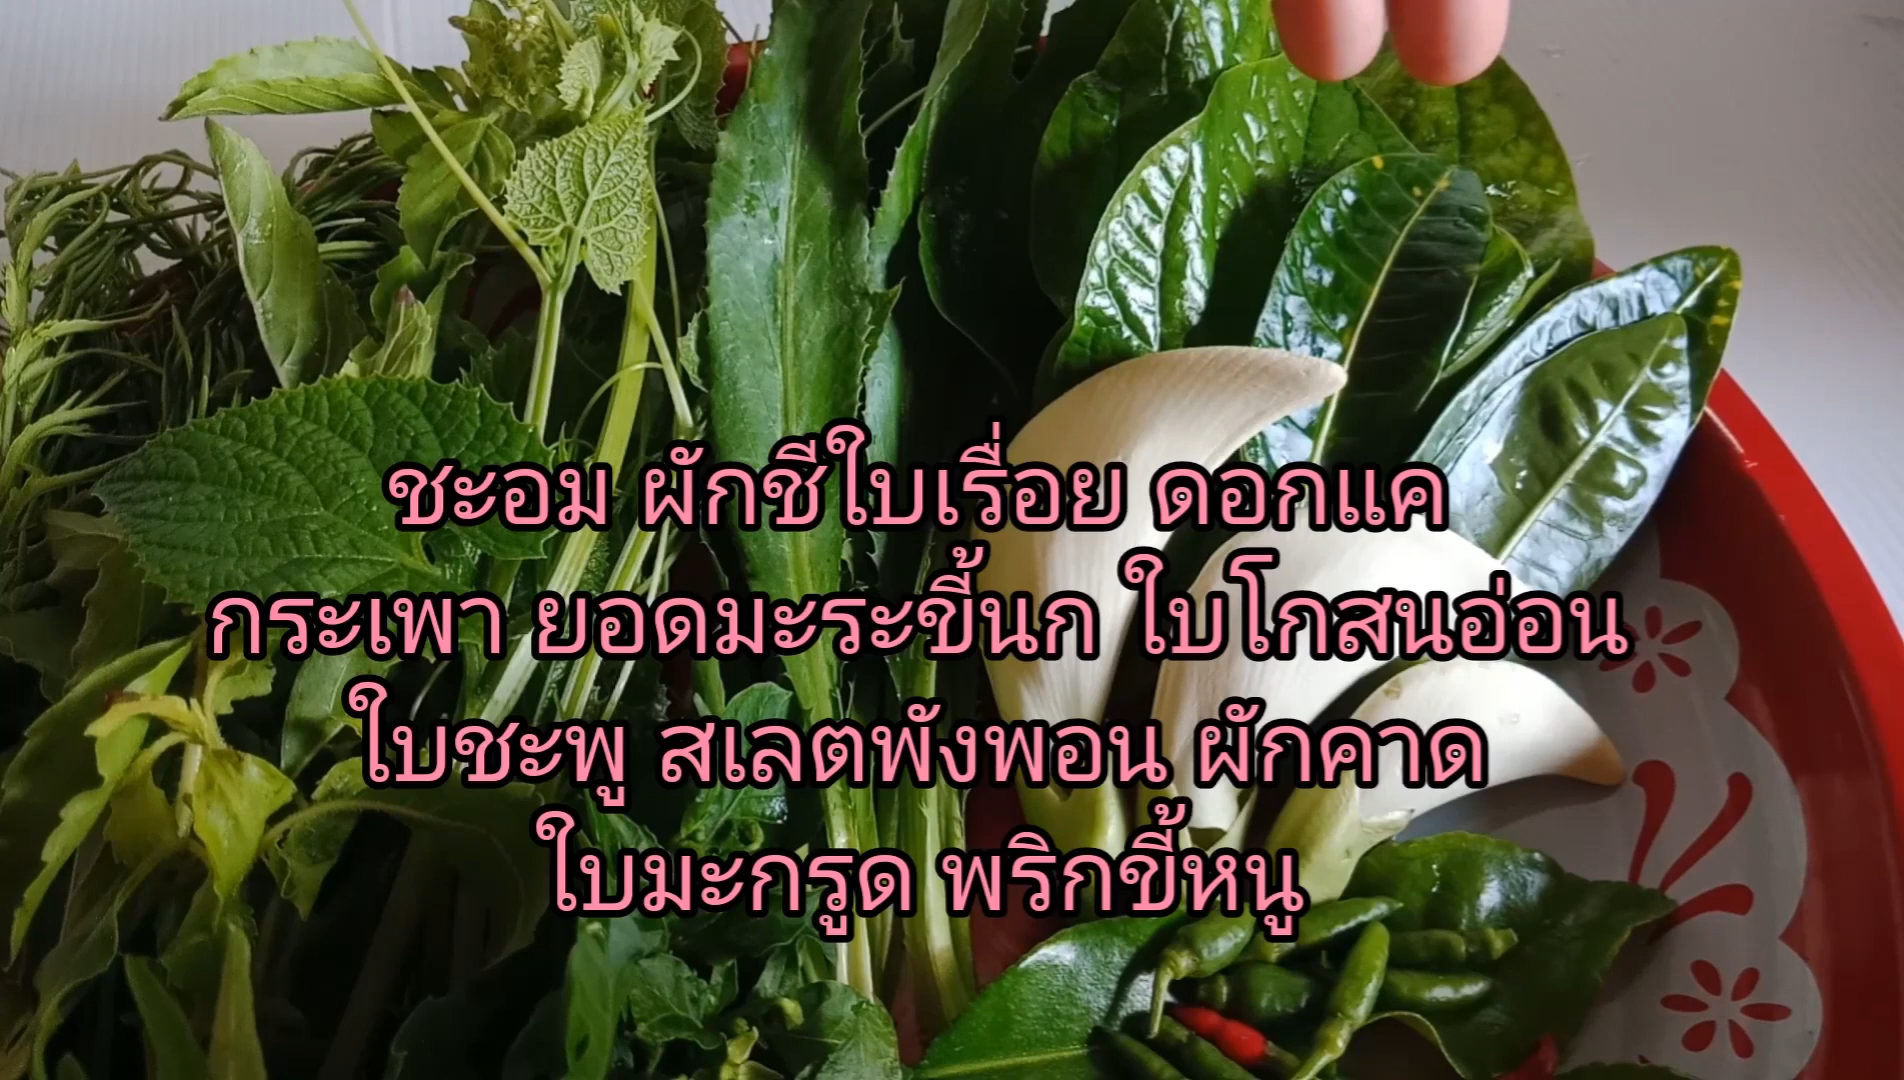 ชะอม ผักชีใบเรื่อย ดอกแค
กระเพา ยอดมะระขี้นก ใบโกสนอ่อน
ใบชะพู สเลตพังพอน ผักคาด
ใบมะกรูด พริกขี้หนู